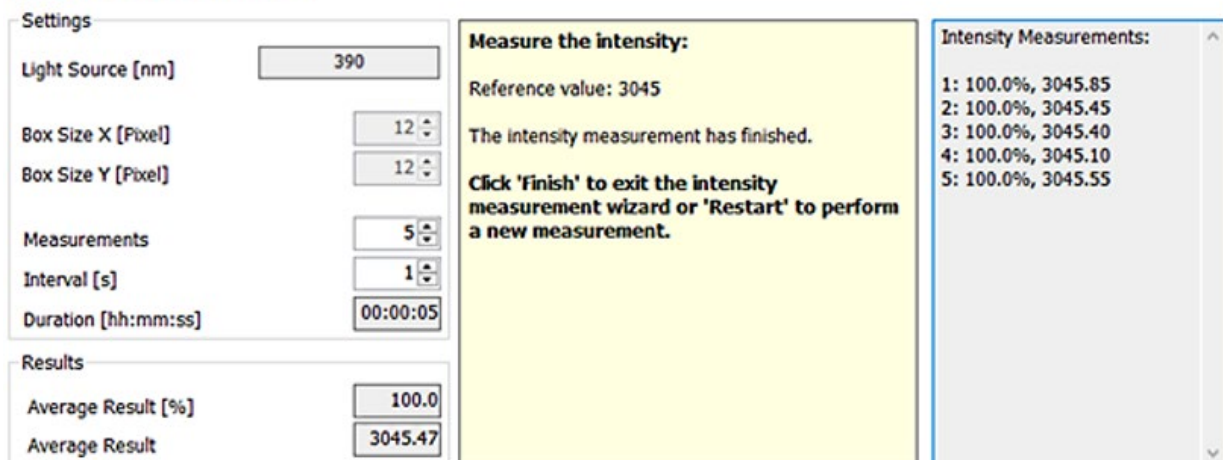 Settings
Light Source [nm] 390
Box Size X [Pixel] 12
Box Size Y [Pixel] 12
Measurements 5
Interval [s] 1
Duration [hh:mm:ss] 00:00:05
Results
Average Result [%] 100.0
Average Result 3045.47
Measure the intensity:
Reference value: 3045
The intensity measurement has finished.
Click 'Finish' to exit the intensity
measurement wizard or 'Restart' to perform
a new measurement.
Intensity Measurements:
1: 100.0%, 3045.85
2: 100.0%, 3045.45
3: 100.0%, 3045.40
4: 100.0%, 3045.10
5: 100.0%, 3045.55